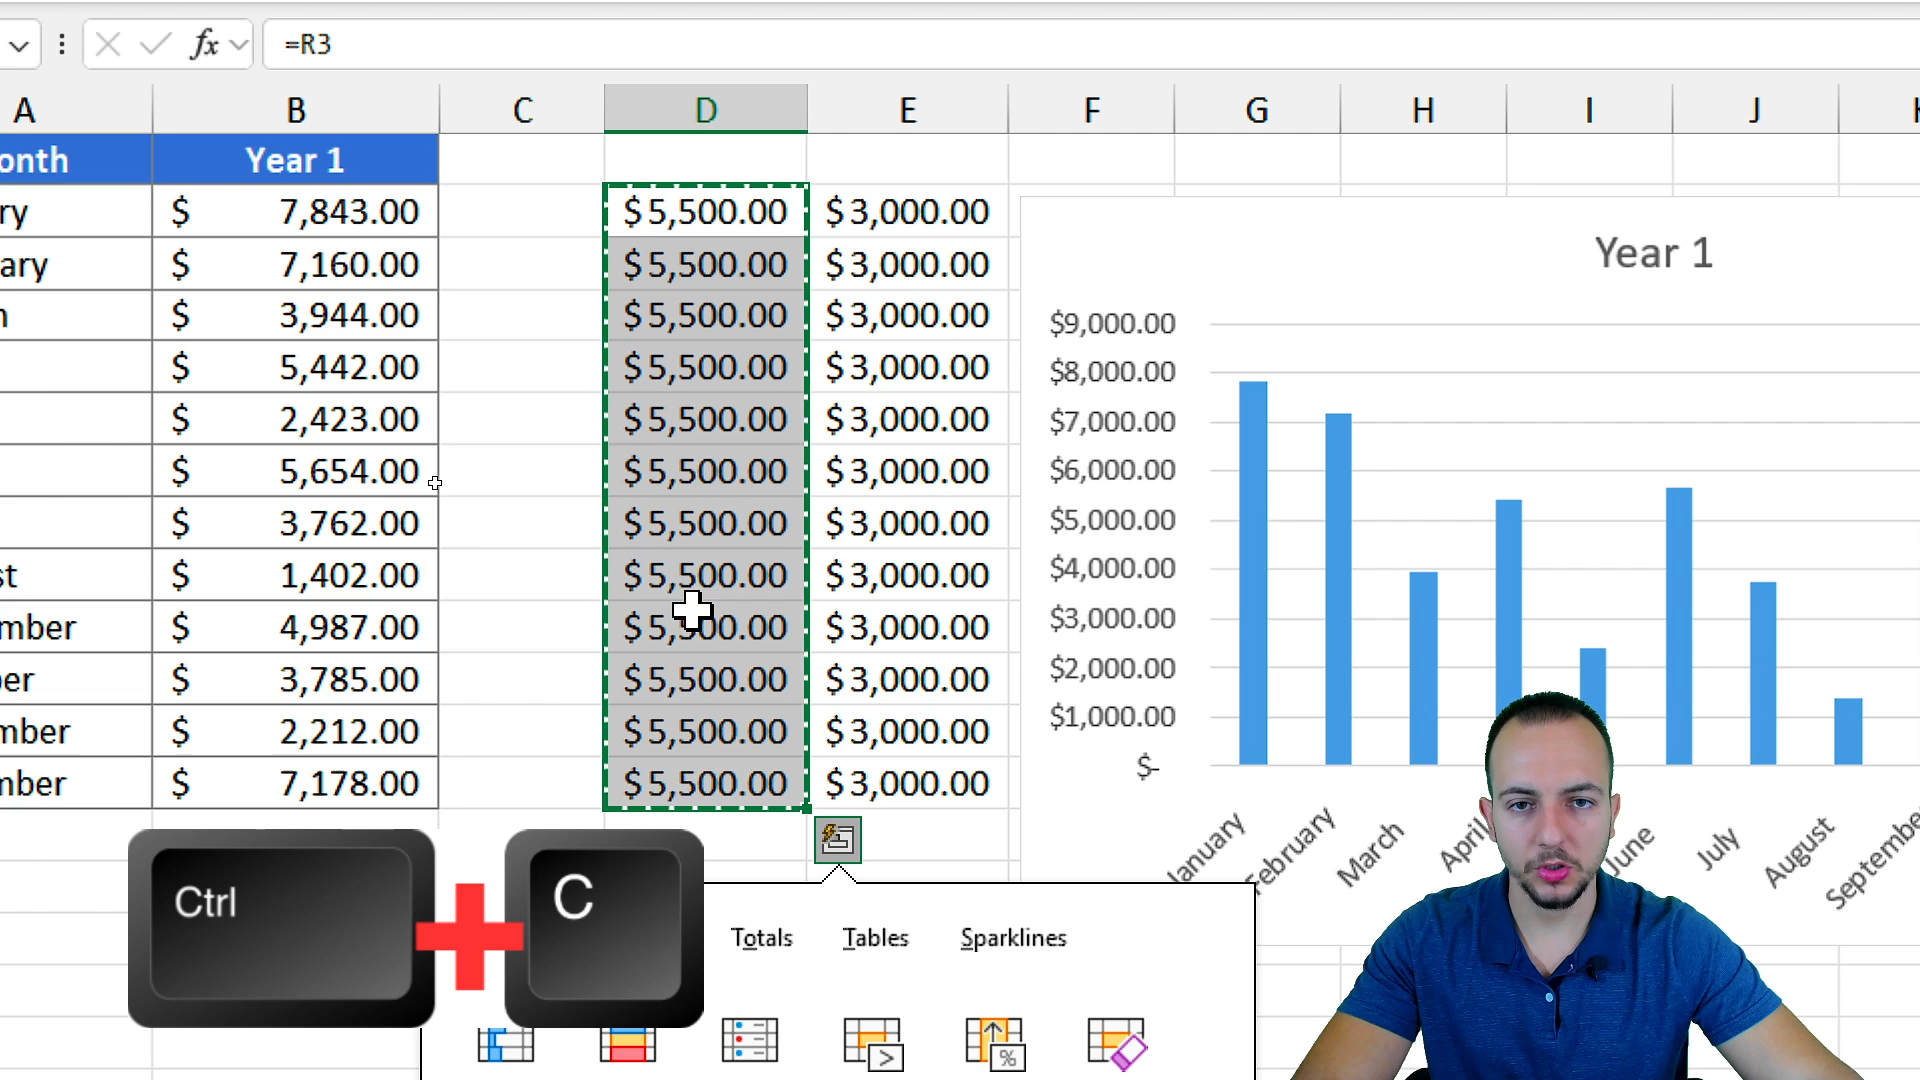 fx =R3
A B C D E F G H I J
onth Year 1
ry $ 7,843.00 $5,500.00 $3,000.00
ary $ 7,160.00 $5,500.00 $3,000.00
$ 3,944.00 $5,500.00 $3,000.00
$ 5,442.00 $5,500.00 $3,000.00
$ 2,423.00 $5,500.00 $3,000.00
$ 5,654.00 $5,500.00 $3,000.00
$ 3,762.00 $5,500.00 $3,000.00
st $ 1,402.00 $5,500.00 $3,000.00
mber $ 4,987.00 $5,500.00 $3,000.00
ber $ 3,785.00 $5,500.00 $3,000.00
mber $ 2,212.00 $5,500.00 $3,000.00
mber $ 7,178.00 $5,500.00 $3,000.00
Year 1
$9,000.00
$8,000.00
$7,000.00
$6,000.00
$5,000.00
$4,000.00
$3,000.00
$2,000.00
$1,000.00
$-
January February March April June July August Septembe
Ctrl + C
Totals Tables Sparklines